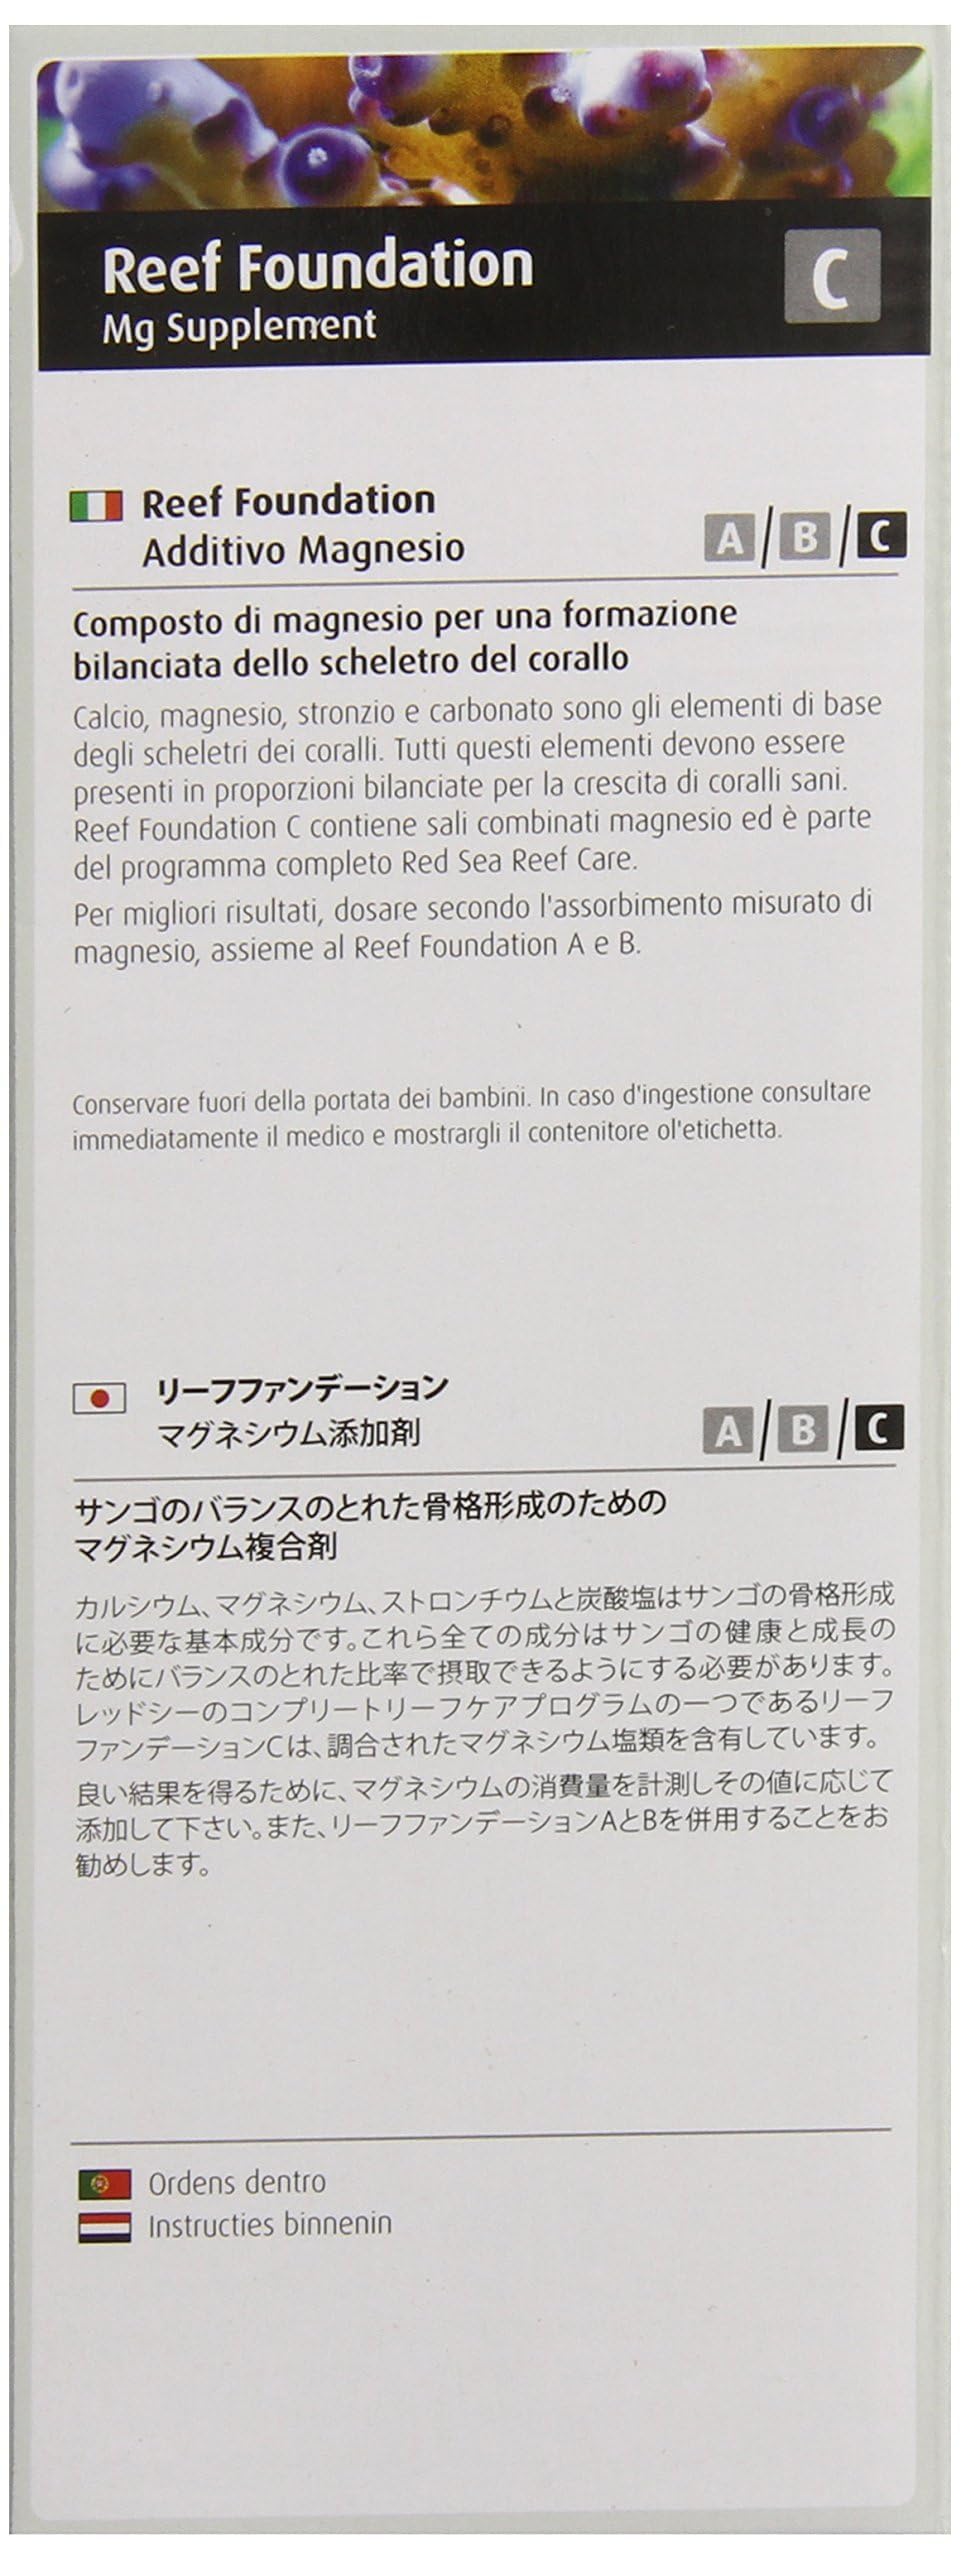 Reef Foundation
Mg Supplement
C
Reef Foundation
Additivo Magnesio
A / B / C
Composto di magnesio per una formazione
bilanciata dello scheletro del corallo
Calcio, magnesio, stronzio e carbonato sono gli elementi di base
degli scheletri dei coralli. Tutti questi elementi devono essere
presenti in proporzioni bilanciate per la crescita di coralli sani.
Reef Foundation C contiene sali combinati magnesio ed è parte
del programma completo Red Sea Reef Care.
Per migliori risultati, dosare secondo l'assorbimento misurato di
magnesio, assieme al Reef Foundation A e B.
Conservare fuori della portata dei bambini. In caso d'ingestione consultare
immediatamente il medico e mostrargli il contenitore ol'etichetta.
リーフファンデーション
マグネシウム添加剤
A / B / C
サンゴのバランスのとれた骨格形成のための
マグネシウム複合剤
カルシウム、マグネシウム、ストロンチウムと炭酸塩はサンゴの骨格形成
に必要な基本成分です。これら全ての成分はサンゴの健康と成長の
ためにバランスのとれた比率で摂取できるようにする必要があります。
レッドシーのコンプリートリーフケアプログラムの一つであるリーフ
ファンデーションCは、調合されたマグネシウム塩類を含有しています。
良い結果を得るために、マグネシウムの消費量を計測しその値に応じて
添加して下さい。また、リーフファンデーションAとBを併用することをお
勧めします。
Ordens dentro
Instructies binnenin